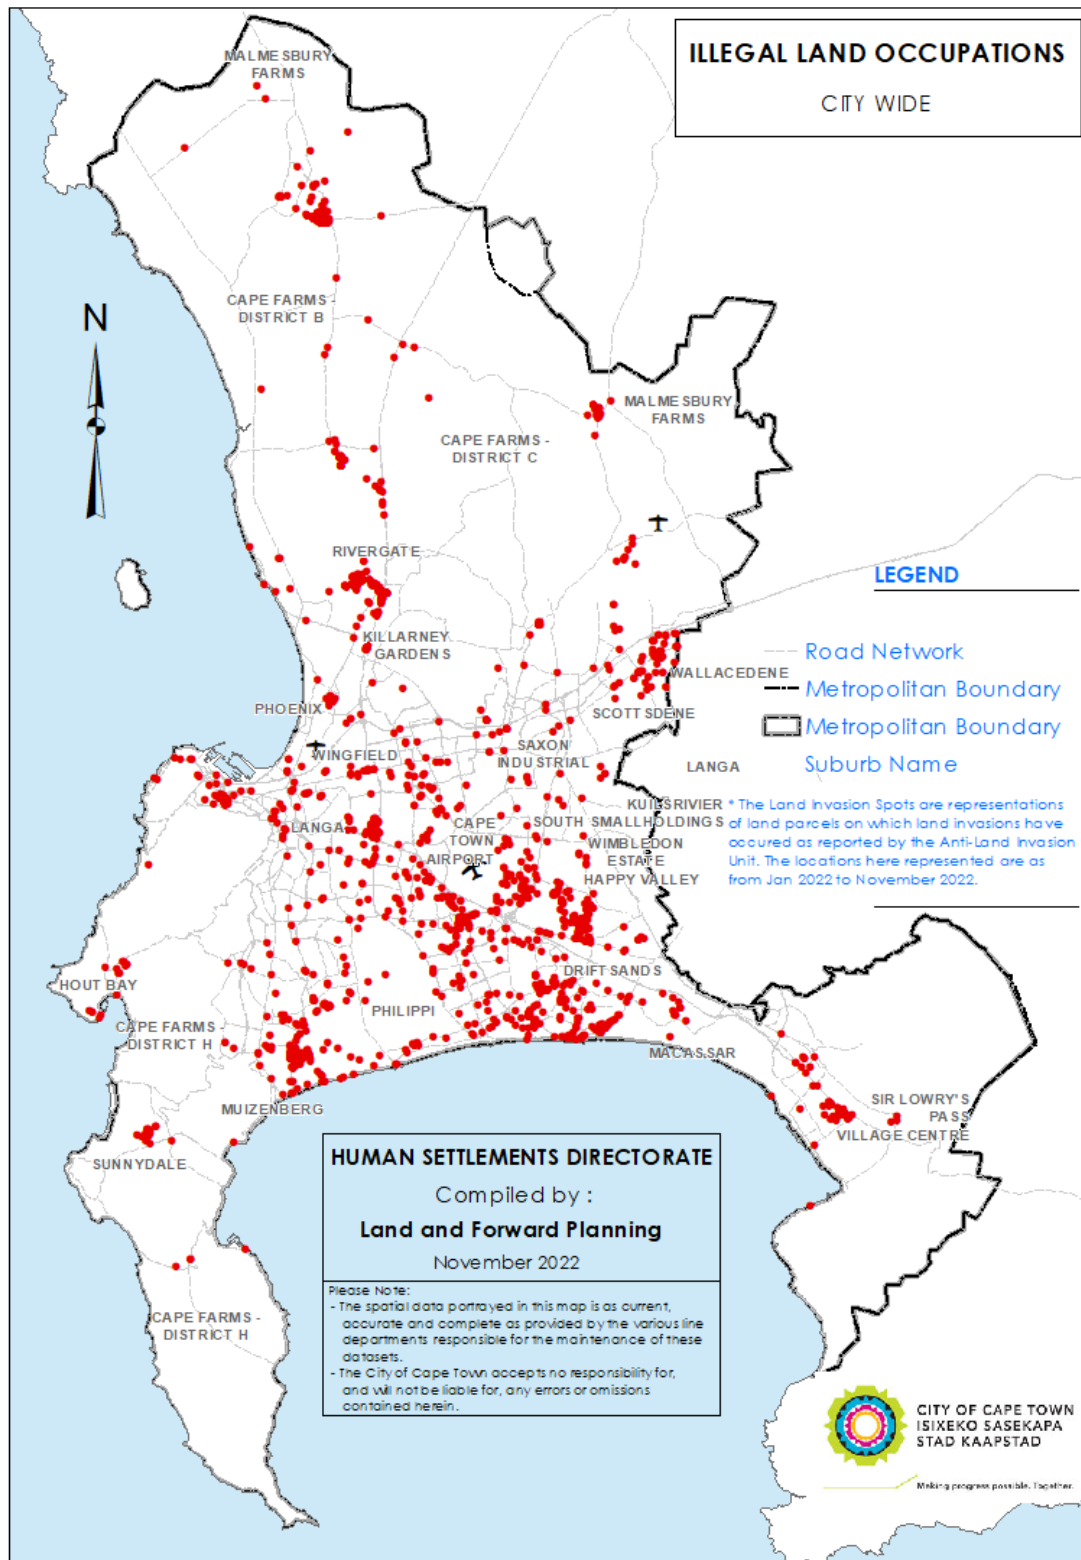 ILLEGAL LAND OCCUPATIONS
CITY WIDE
MALMESBURY
FARMS
N
CAPE FARMS -
DISTRICT B
MALMESBURY
FARMS
CAPE FARMS -
DISTRICT C
RIVERGATE
KILLARNEY
GARDENS
LEGEND
Road Network
Metropolitan Boundary
Metropolitan Boundary
Suburb Name
* The Land Invasion Spots are representations
of land parcels on which land invasions have
occured as reported by the Anti-Land Invasion
Unit. The locations here represented are as
from Jan 2022 to November 2022.
WALLACEDENE
PHOENIX
SCOTTSDENE
WINGFIELD
SAXON
INDUSTRIAL
LANGA
KUILSRIVIER
SOUTH SMALLHOLDINGS
LANGA
CAPE
TOWN
AIRPORT
WIMBLEDON
ESTATE
HAPPY VALLEY
DRIFTSANDS
HOUT BAY
PHILIPPI
CAPE FARMS -
DISTRICT H
MACASSAR
MUIZENBERG
SIR LOWRY'S
PASS
VILLAGE CENTRE
SUNNYDALE
CAPE FARMS -
DISTRICT H
HUMAN SETTLEMENTS DIRECTORATE
Compiled by :
Land and Forward Planning
November 2022
Please Note:
- The spatial data portrayed in this map is as current,
accurate and complete as provided by the various line
departments responsible for the maintenance of these
datasets.
- The City of Cape Town accepts no responsibility for,
and will not be liable for, any errors or omissions
contained herein.
CITY OF CAPE TOWN
ISIXEKO SASEKAPA
STAD KAAPSTAD
Making progress possible. Together.